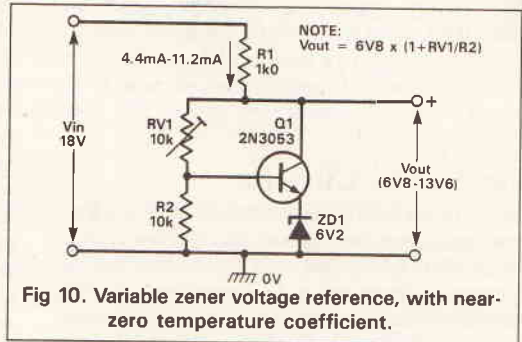 NOTE:
Vout = 6V8 x (1+RV1/R2)
4.4mA-11.2mA
R1
1k0
+
RV1
10k
Q1
2N3053
Vin
18V
Vout
(6V8-13V6)
R2
10k
ZD1
6V2
0V
Fig 10. Variable zener voltage reference, with near-
zero temperature coefficient.